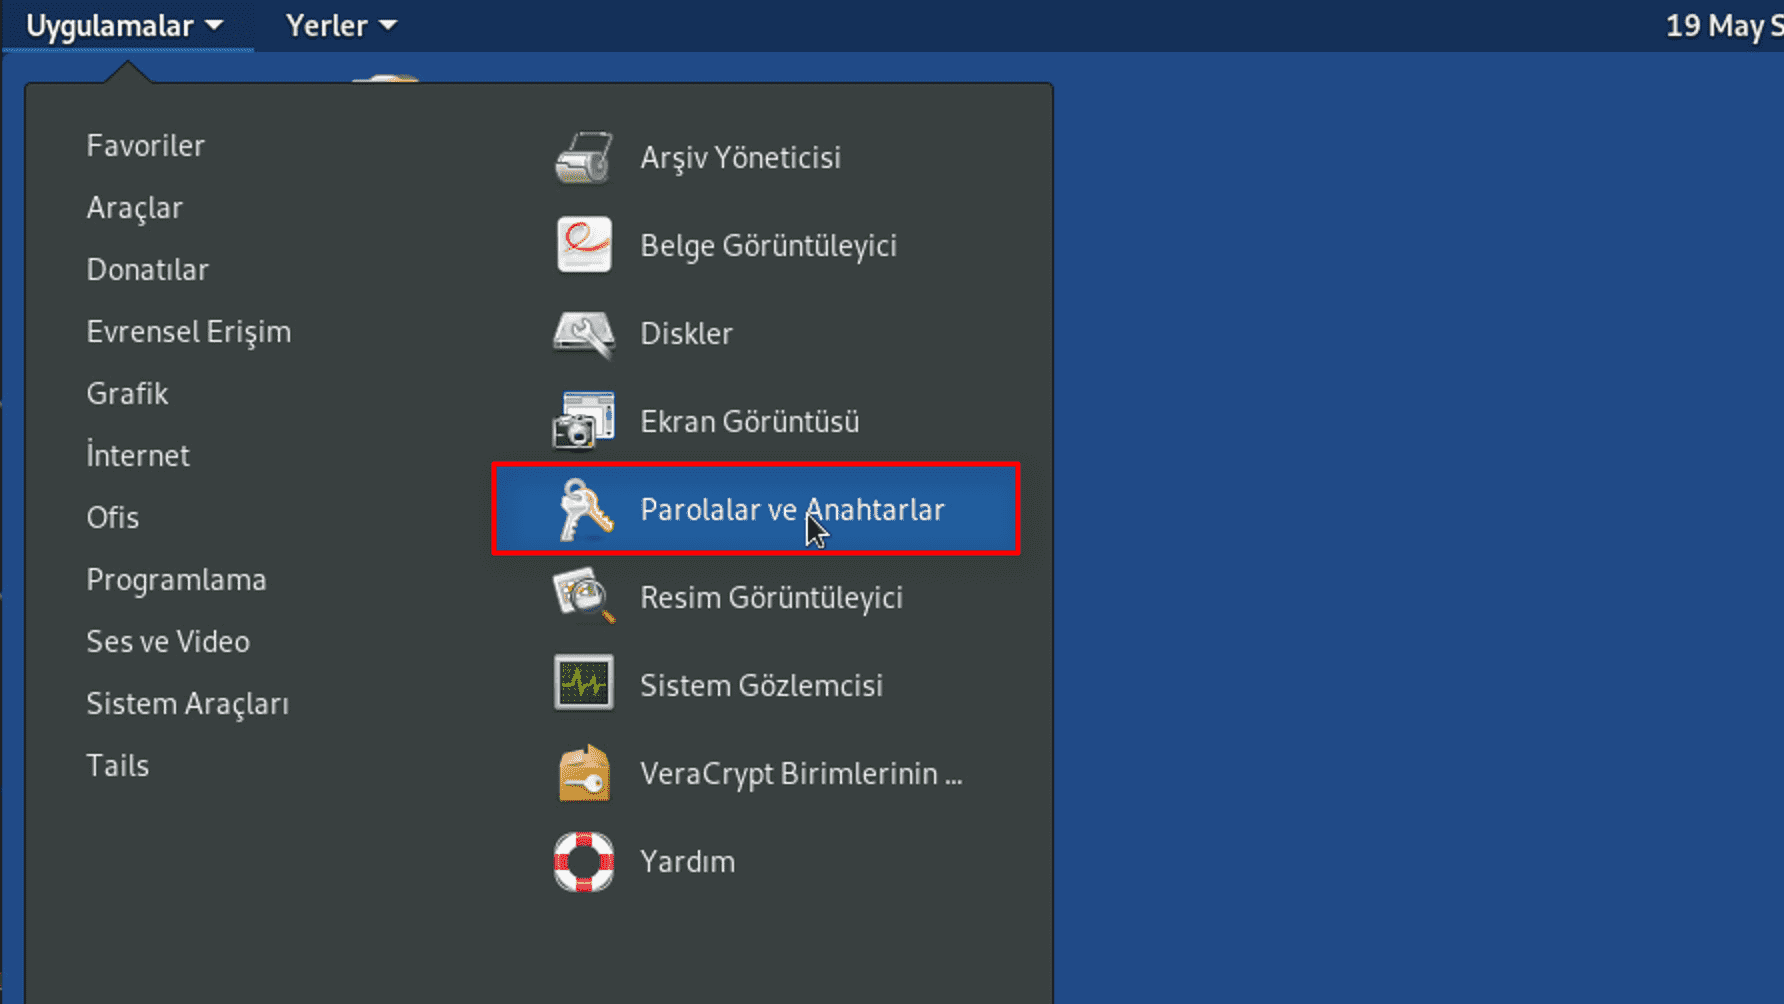 Uygulamalar
Yerler
19 May
Favoriler
Araçlar
Donatılar
Evrensel Erişim
Grafik
İnternet
Ofis
Programlama
Ses ve Video
Sistem Araçları
Tails
Arşiv Yöneticisi
Belge Görüntüleyici
Diskler
Ekran Görüntüsü
Parolalar ve Anahtarlar
Resim Görüntüleyici
Sistem Gözlemcisi
VeraCrypt Birimlerinin ...
Yardım